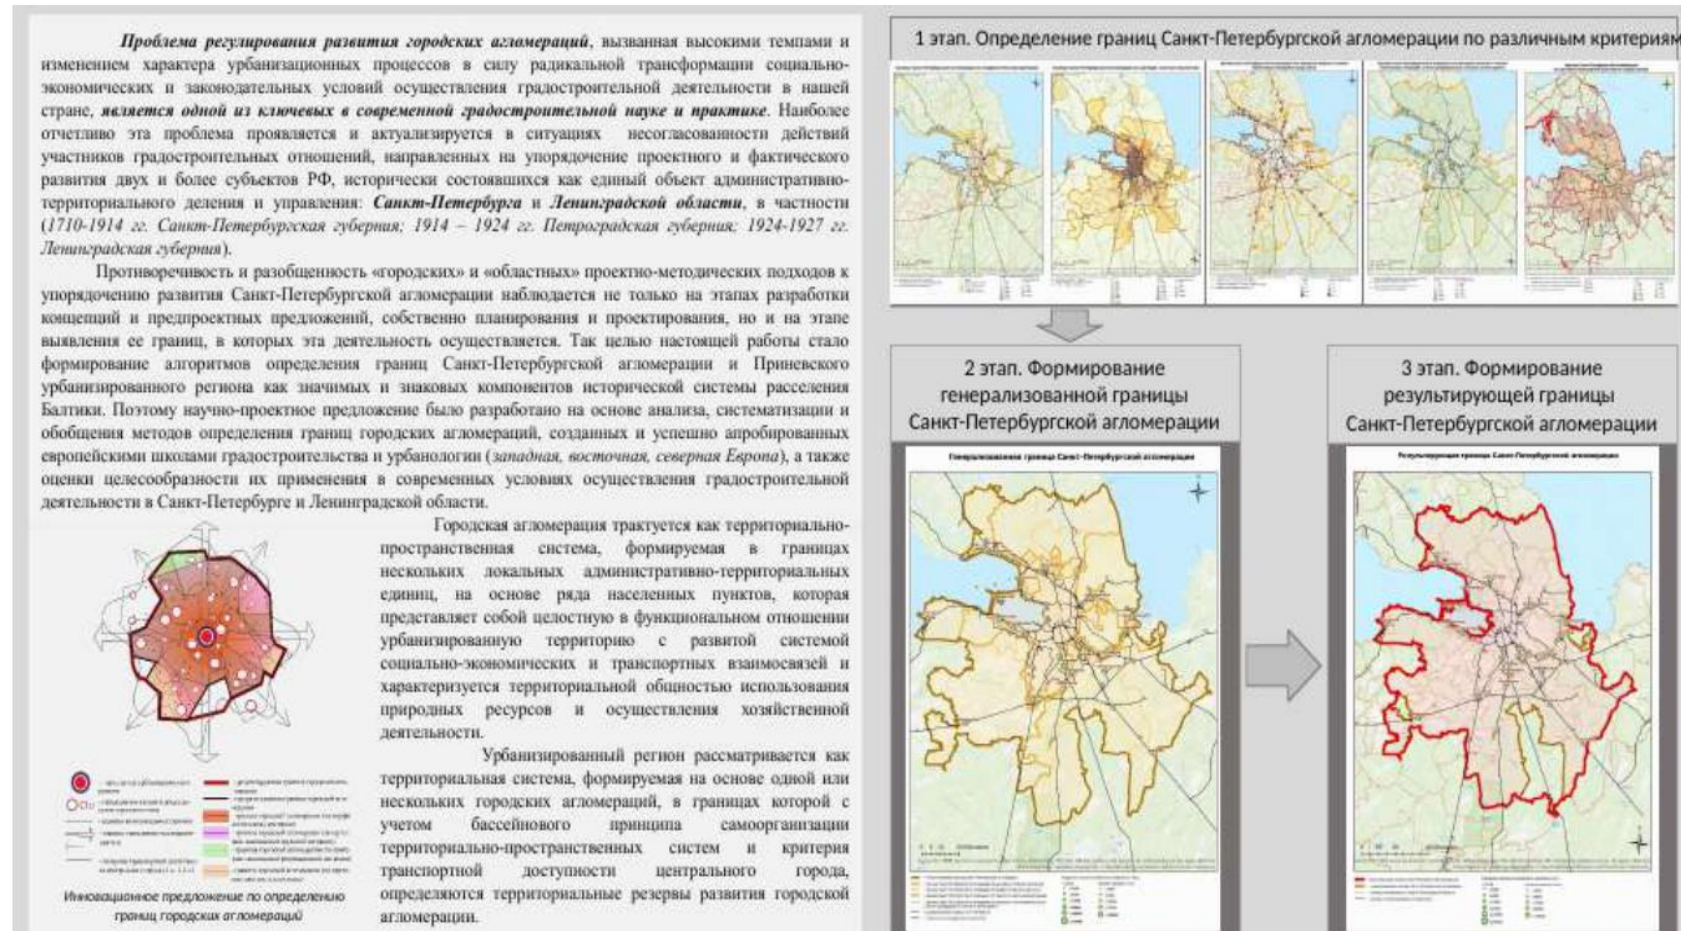 Проблема регулирования развития городских агломераций, вызванная высокими темпами и
изменением характера урбанизационных процессов в силу радикальной трансформации социально-
экономических и законодательных условий осуществления градостроительной деятельности в нашей
стране, является одной из ключевых в современной градостроительной науке и практике. Наиболее
отчетливо эта проблема проявляется и актуализируется в ситуациях несогласованности действий
участников градостроительных отношений, направленных на упорядочение проектного и фактического
развития двух и более субъектов РФ, исторически состоявшихся как единый объект административно-
территориального деления и управления: Санкт-Петербурга и Ленинградской области, в частности
(1710-1914 гг. Санкт-Петербургская губерния; 1914 – 1924 гг. Петроградская губерния; 1924-1927 гг.
Ленинградская губерния).
Противоречивость и разобщенность «городских» и «областных» проектно-методических подходов к
упорядочению развития Санкт-Петербургской агломерации наблюдается не только на этапах разработки
концепций и предпроектных предложений, собственно планирования и проектирования, но и на этапе
выявления ее границ, в которых эта деятельность осуществляется. Так целью настоящей работы стало
формирование алгоритмов определения границ Санкт-Петербургской агломерации и Приневского
урбанизированного региона как значимых и знаковых компонентов исторической системы расселения
Балтики. Поэтому научно-проектное предложение было разработано на основе анализа, систематизации и
обобщения методов определения границ городских агломераций, созданных и успешно апробированных
европейскими школами градостроительства и урбанологии (западная, восточная, северная Европа), а также
оценки целесообразности их применения в современных условиях осуществления градостроительной
деятельности в Санкт-Петербурге и Ленинградской области.
Городская агломерация трактуется как территориально-
пространственная система, формируемая в границах
нескольких локальных административно-территориальных
единиц, на основе ряда населенных пунктов, которая
представляет собой целостную в функциональном отношении
урбанизированную территорию с развитой системой
социально-экономических и транспортных взаимосвязей и
характеризуется территориальной общностью использования
природных ресурсов и осуществления хозяйственной
деятельности.
Урбанизированный регион рассматривается как
территориальная система, формируемая на основе одной или
нескольких городских агломераций, в границах которой с
учетом бассейнового принципа самоорганизации
территориально-пространственных систем и критерия
транспортной доступности центрального города,
определяются территориальные резервы развития городской
агломерации.
Инновационное предложение по определению
границ городских агломераций
1 этап. Определение границ Санкт-Петербургской агломерации по различным критериям
2 этап. Формирование
генерализованной границы
Санкт-Петербургской агломерации
Генерализованная граница Санкт-Петербургской агломерации
3 этап. Формирование
результирующей границы
Санкт-Петербургской агломерации
Результирующая граница Санкт-Петербургской агломерации